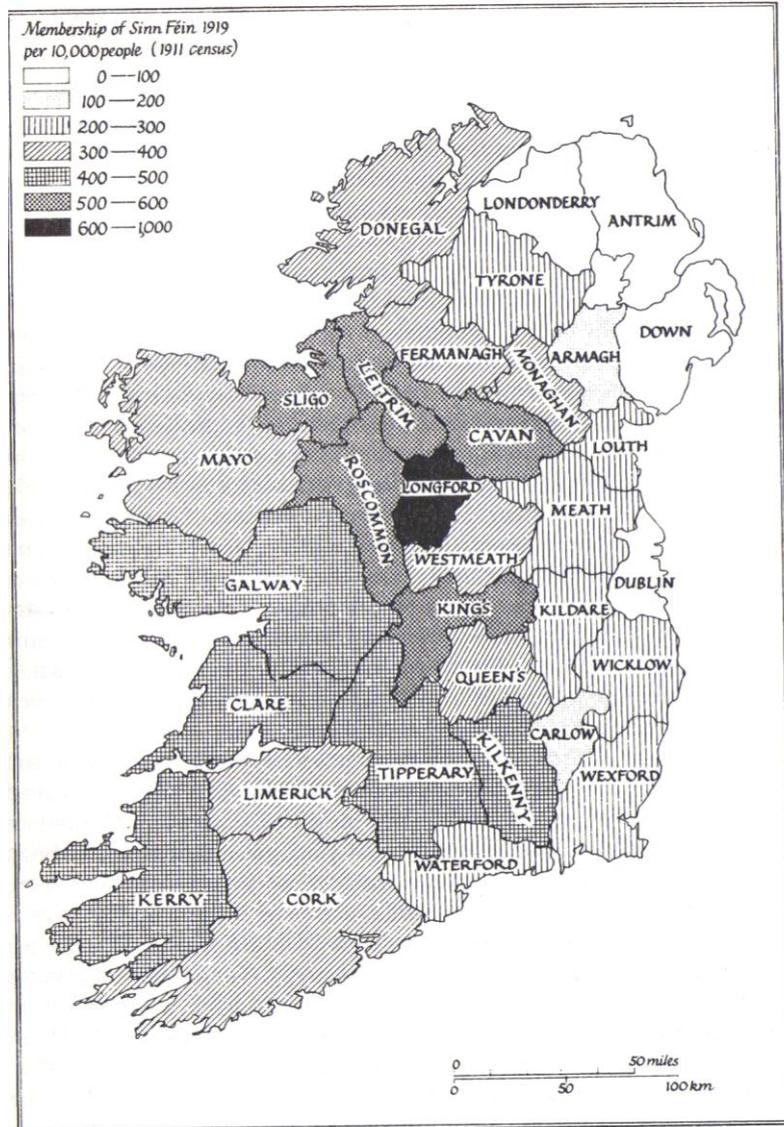 Membership of Sinn Féin 1919
per 10,000 people (1911 census)
0—100
100—200
200—300
300—400
400—500
500—600
600—1,000
DONEGAL
LONDONDERRY
ANTRIM
TYRONE
DOWN
FERMANAGH
ARMAGH
MONAGHAN
SLIGO
LEITRIM
CAVAN
LOUTH
MAYO
ROSCOMMON
LONGFORD
MEATH
WESTMEATH
GALWAY
DUBLIN
KINGS
KILDARE
WICKLOW
QUEEN'S
CLARE
CARLOW
TIPPERARY
KILKENNY
WEXFORD
LIMERICK
WATERFORD
KERRY
CORK
0 50 miles
0 50 100 km